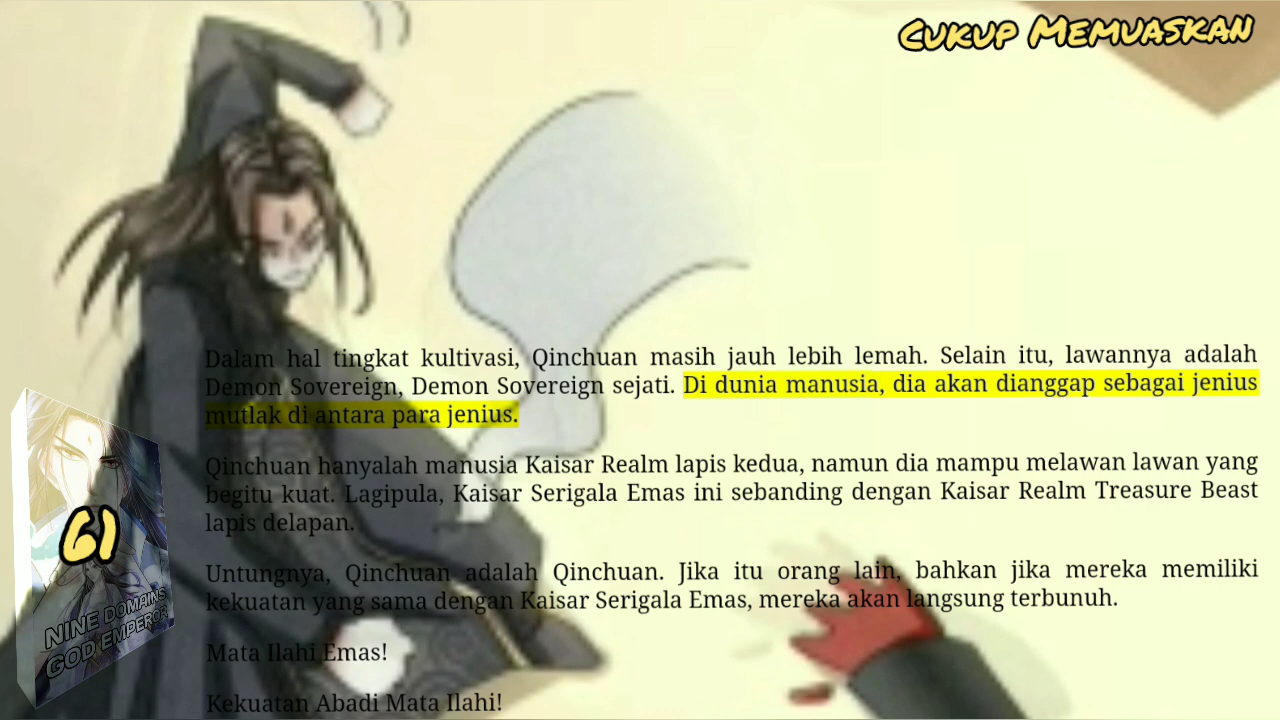 Cukup Memuaskan
Dalam hal tingkat kultivasi, Qinchuan masih jauh lebih lemah. Selain itu, lawannya adalah
Demon Sovereign, Demon Sovereign sejati. Di dunia manusia, dia akan dianggap sebagai jenius
mutlak di antara para jenius.
Qinchuan hanyalah manusia Kaisar Realm lapis kedua, namun dia mampu melawan lawan yang
begitu kuat. Lagipula, Kaisar Serigala Emas ini sebanding dengan Kaisar Realm Treasure Beast
lapis delapan.
Untungnya, Qinchuan adalah Qinchuan. Jika itu orang lain, bahkan jika mereka memiliki
kekuatan yang sama dengan Kaisar Serigala Emas, mereka akan langsung terbunuh.
Mata Ilahi Emas!
Kekuatan Abadi Mata Ilahi!
61
NINE DOMAINS
GOD EMPEROR